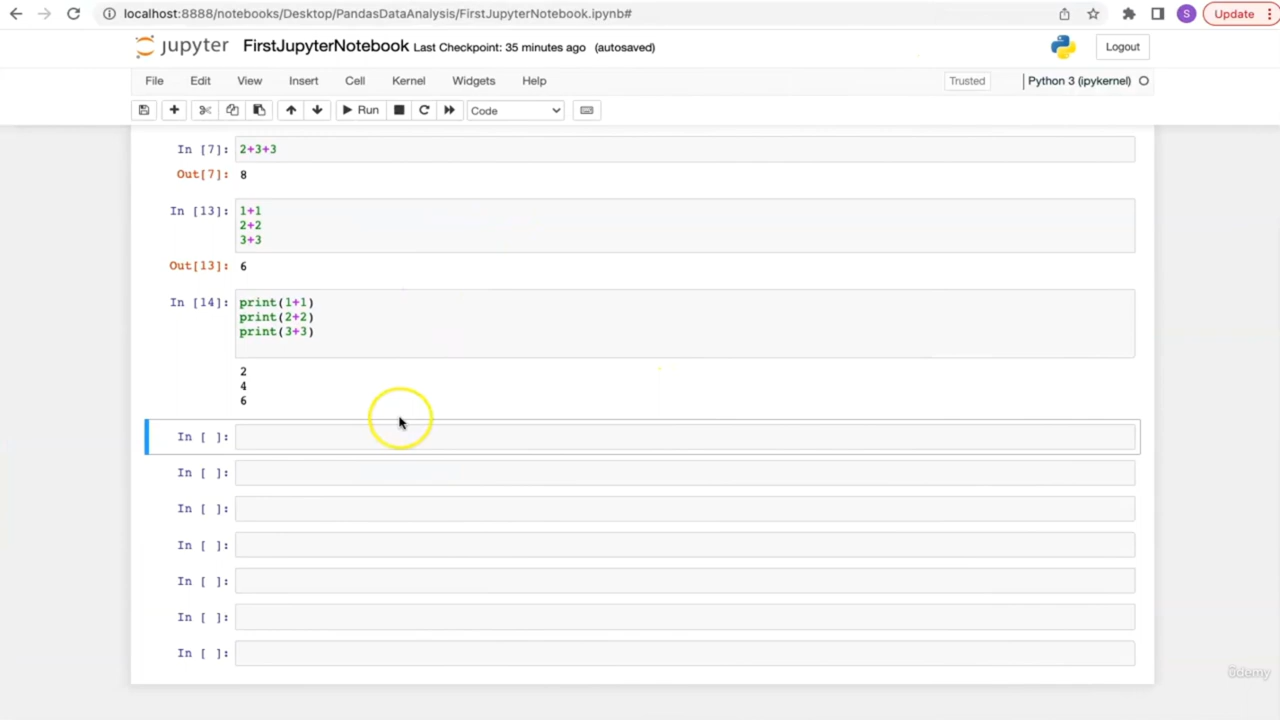 localhost:8888/notebooks/Desktop/PandasDataAnalysis/FirstJupyterNotebook.ipynb#
S
Update
jupyter FirstJupyterNotebook Last Checkpoint: 35 minutes ago (autosaved)
Logout
File Edit View Insert Cell Kernel Widgets Help
Trusted
Python 3 (ipykernel)
Run
Code
In [7]: 2+3+3
Out[7]: 8
In [13]: 1+1
2+2
3+3
Out[13]: 6
In [14]: print(1+1)
print(2+2)
print(3+3)
2
4
6
In [ ]:
In [ ]:
In [ ]:
In [ ]:
In [ ]:
In [ ]:
In [ ]:
ûdemy